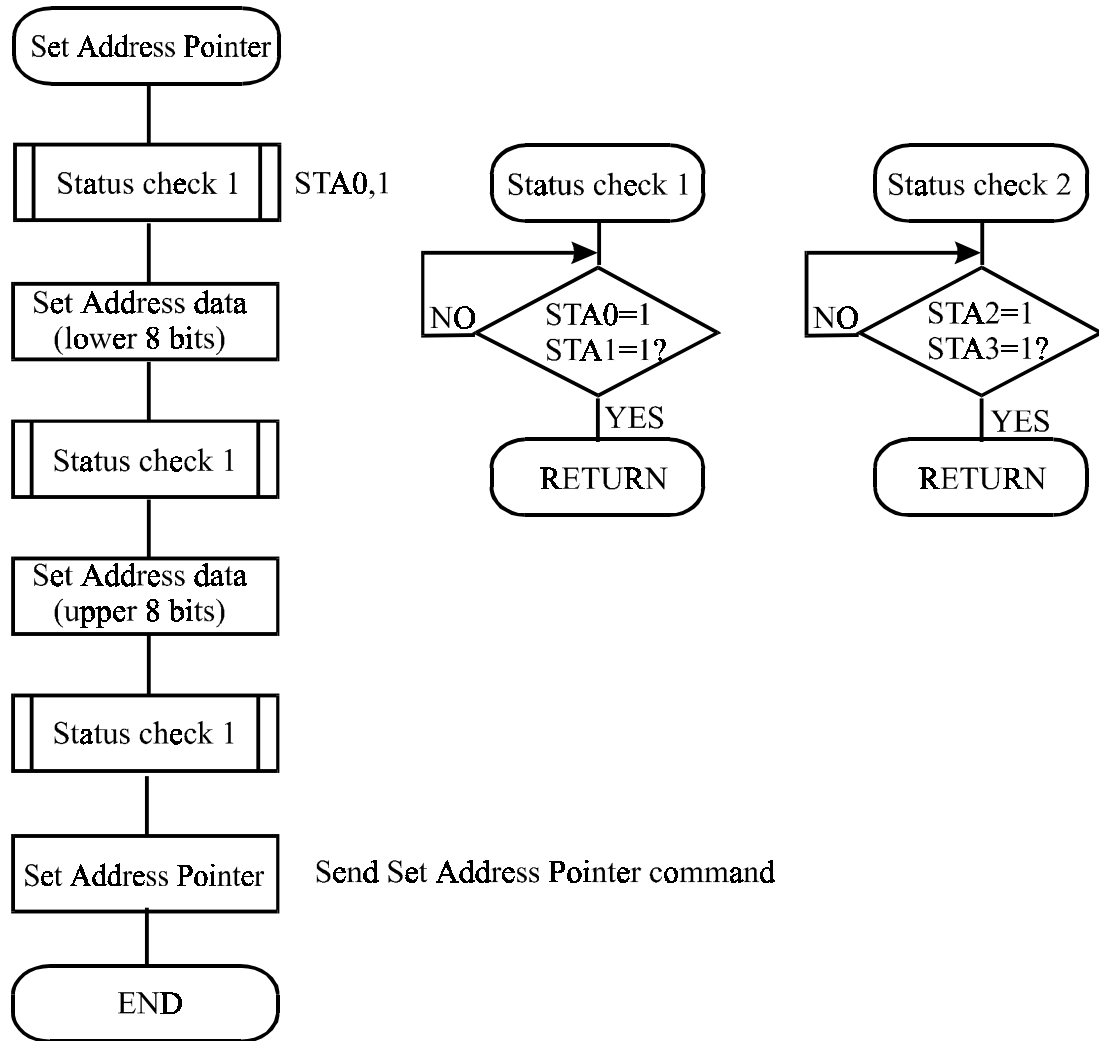 Set Address Pointer
Status check 1
STA0,1
Set Address data
(lower 8 bits)
Status check 1
Set Address data
(upper 8 bits)
Status check 1
Set Address Pointer
Send Set Address Pointer command
END
Status check 1
NO
STA0=1
STA1=1?
YES
RETURN
Status check 2
NO
STA2=1
STA3=1?
YES
RETURN